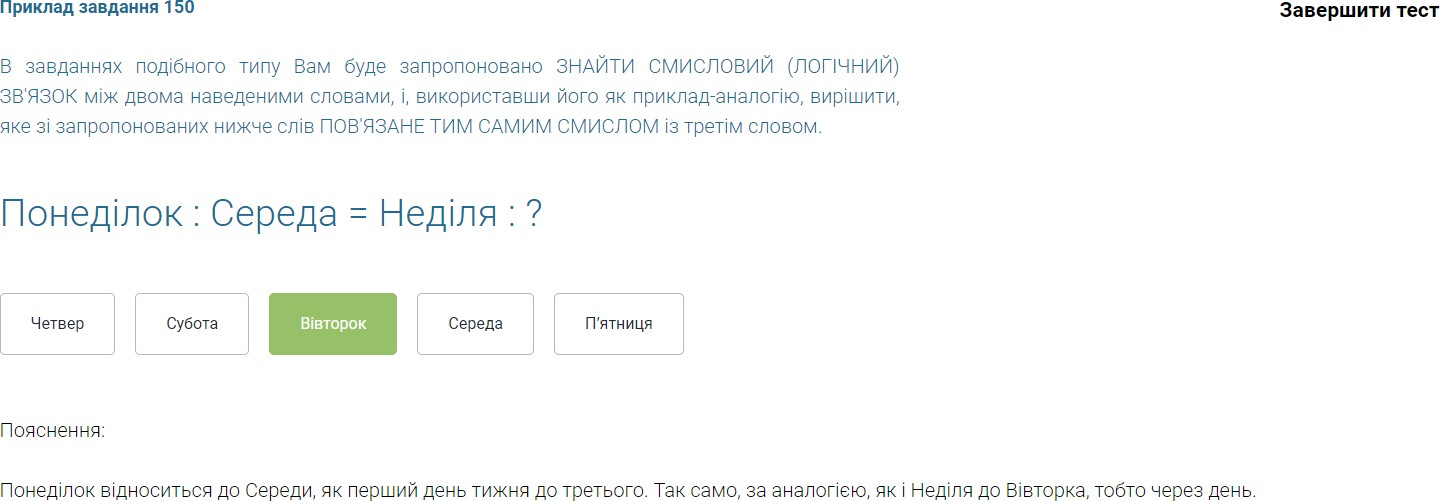 Приклад завдання 150
Завершити тест
В завданнях подібного типу Вам буде запропоновано ЗНАЙТИ СМИСЛОВИЙ (ЛОГІЧНИЙ)
ЗВ'ЯЗОК між двома наведеними словами, і, використавши його як приклад-аналогію, вирішити,
яке зі запропонованих нижче слів ПОВ'ЯЗАНЕ ТИМ САМИМ СМИСЛОМ із третім словом.
Понеділок : Середа = Неділя : ?
Четвер
Субота
Вівторок
Середа
П’ятниця
Пояснення:
Понеділок відноситься до Середи, як перший день тижня до третього. Так само, за аналогією, як і Неділя до Вівторка, тобто через день.